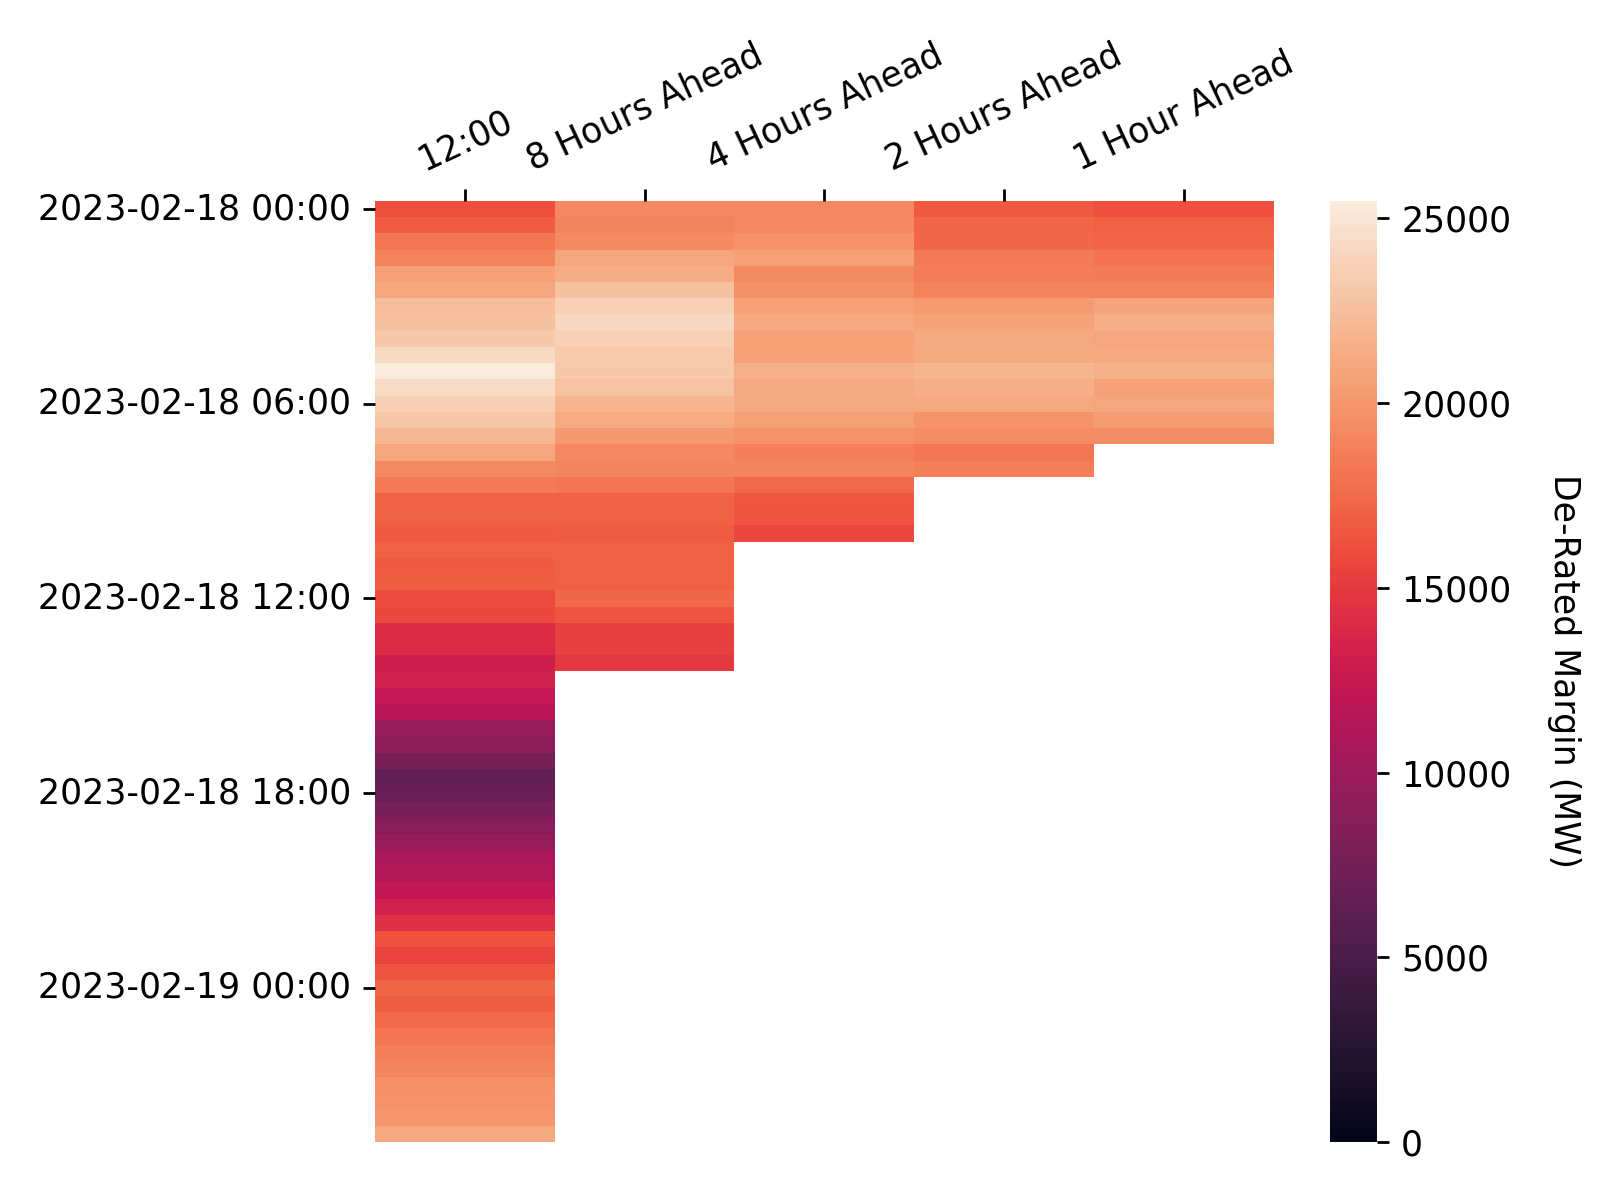 12:00
8 Hours Ahead
4 Hours Ahead
2 Hours Ahead
1 Hour Ahead
2023-02-18 00:00
2023-02-18 06:00
2023-02-18 12:00
2023-02-18 18:00
2023-02-19 00:00
25000
20000
15000
10000
5000
0
De-Rated Margin (MW)